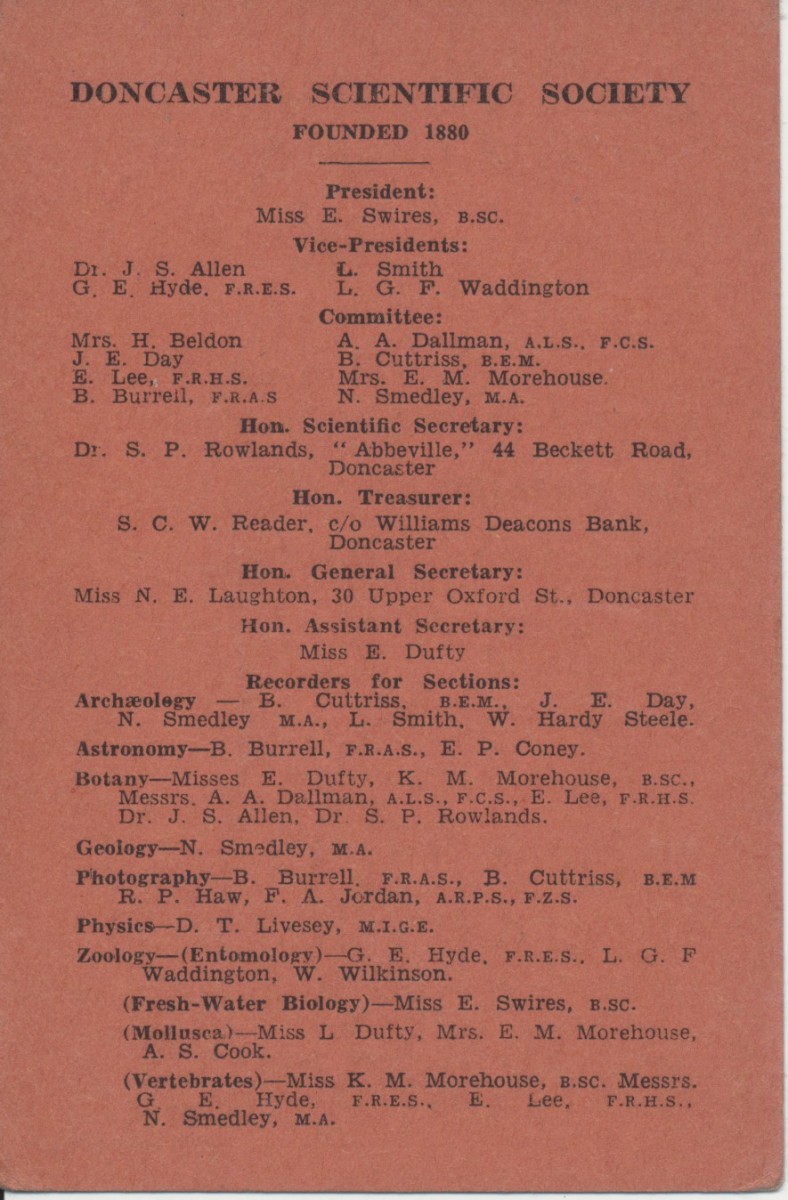 DONCASTER SCIENTIFIC SOCIETY
FOUNDED 1880
President:
Miss E. Swires, B.SC.
Vice-Presidents:
Dr. J. S. Allen L. Smith
G. E. Hyde, F.R.E.S. L. G. F. Waddington
Committee:
Mrs. H. Beldon A. A. Dallman, A.L.S., F.C.S.
J. E. Day B. Cuttriss, B.E.M.
E. Lee, F.R.H.S. Mrs. E. M. Morehouse.
B. Burrell, F.R.A.S N. Smedley, M.A.
Hon. Scientific Secretary:
Dr. S. P. Rowlands, "Abbeville," 44 Beckett Road,
Doncaster
Hon. Treasurer:
S. C. W. Reader, c/o Williams Deacons Bank,
Doncaster
Hon. General Secretary:
Miss N. E. Laughton, 30 Upper Oxford St., Doncaster
Hon. Assistant Secretary:
Miss E. Dufty
Recorders for Sections:
Archæology — B. Cuttriss, B.E.M., J. E. Day,
N. Smedley M.A., L. Smith, W. Hardy Steele.
Astronomy—B. Burrell, F.R.A.S., E. P. Coney.
Botany—Misses E. Dufty, K. M. Morehouse, B.SC.,
Messrs. A. A. Dallman, A.L.S., F.C.S., E. Lee, F.R.H.S.
Dr. J. S. Allen, Dr S. P. Rowlands.
Geology—N. Smedley, M.A.
Photography—B. Burrell, F.R.A.S., B. Cuttriss, B.E.M
R. P. Haw, F. A. Jordan, A.R.P.S., F.Z.S.
Physics—D. T. Livesey, M.I.G.E.
Zoology—(Entomology)—G. E. Hyde, F.R.E.S., L. G. F
Waddington, W. Wilkinson.
(Fresh-Water Biology)—Miss E. Swires, B.SC.
(Mollusca)—Miss L Dufty, Mrs. E. M. Morehouse,
A. S. Cook.
(Vertebrates)—Miss K. M. Morehouse, B.SC. Messrs.
G E. Hyde, F.R.E.S., E. Lee, F.R.H.S.,
N. Smedley, M.A.